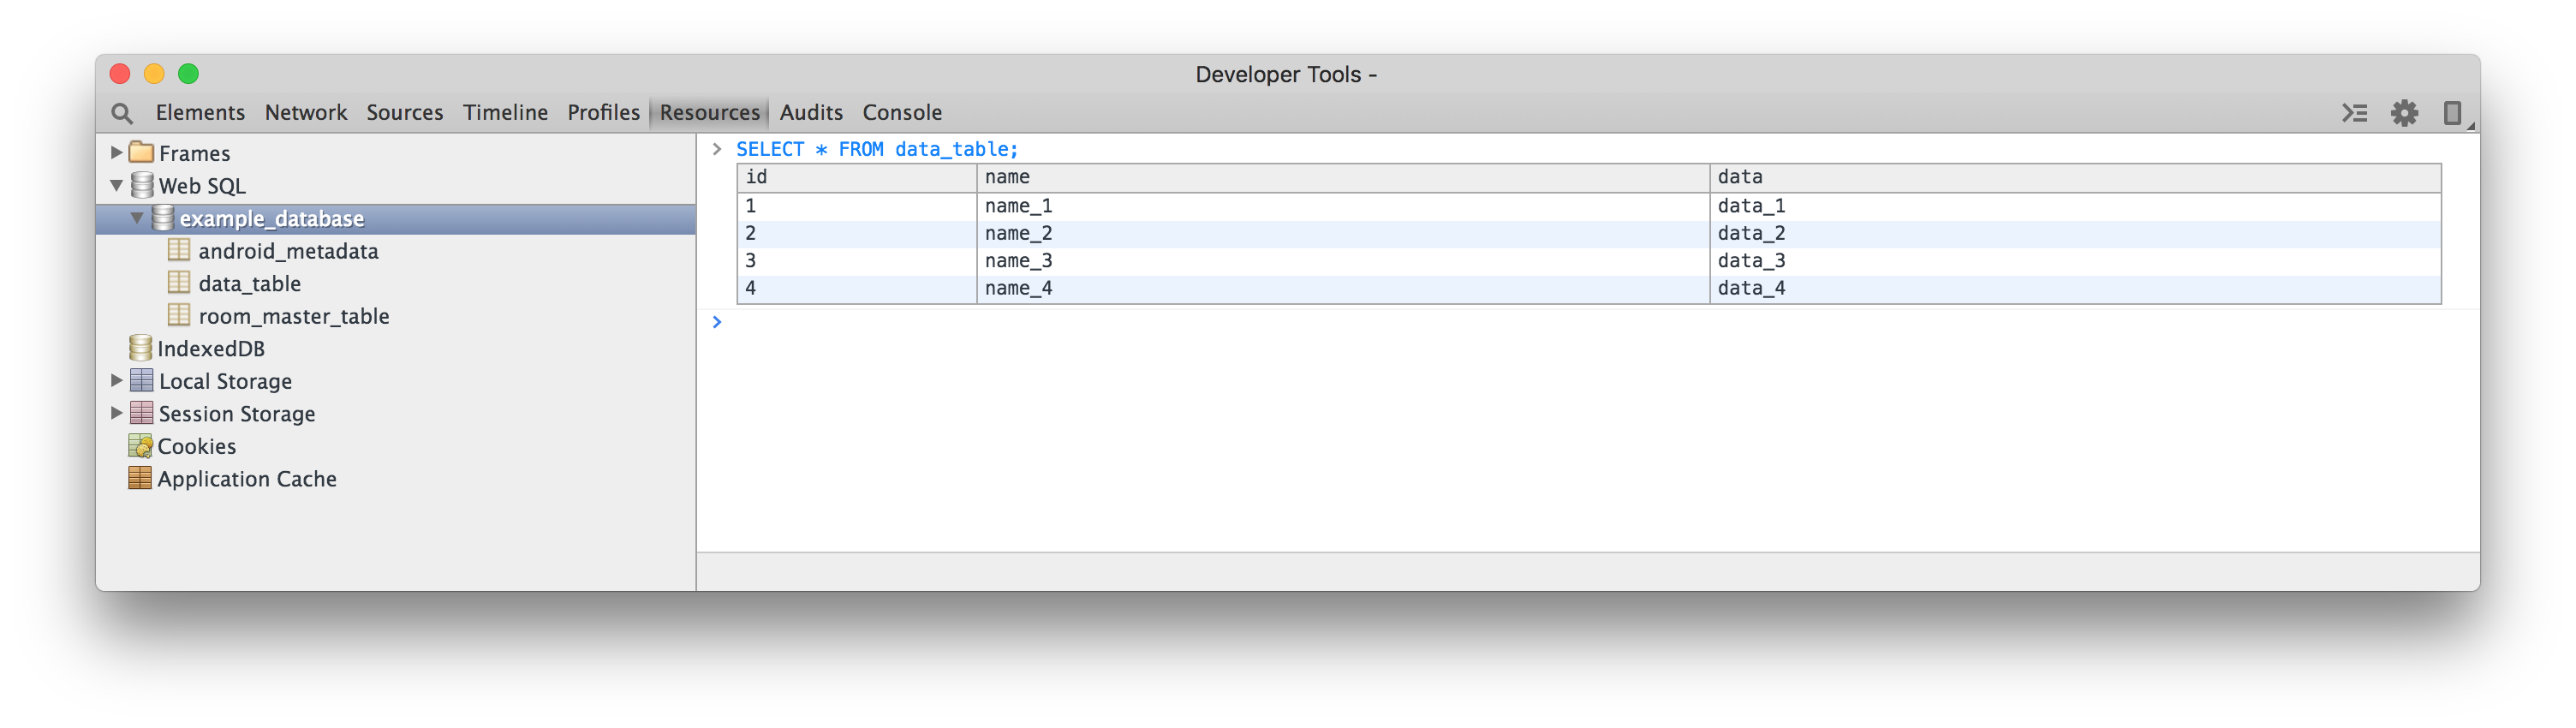 Developer Tools -
Elements Network Sources Timeline Profiles Resources Audits Console
Frames
Web SQL
example_database
android_metadata
data_table
room_master_table
IndexedDB
Local Storage
Session Storage
Cookies
Application Cache
> SELECT * FROM data_table;
id name data
1 name_1 data_1
2 name_2 data_2
3 name_3 data_3
4 name_4 data_4
>